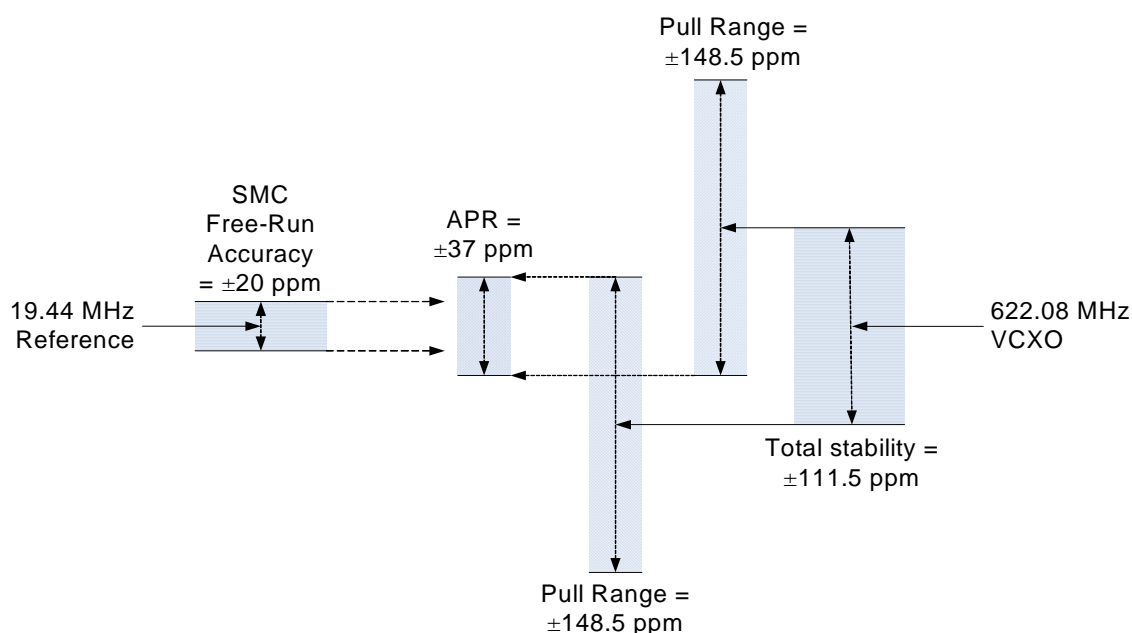 Pull Range =
±148.5 ppm
SMC
Free-Run
Accuracy
= ±20 ppm
APR =
±37 ppm
19.44 MHz
Reference
622.08 MHz
VCXO
Total stability =
±111.5 ppm
Pull Range =
±148.5 ppm